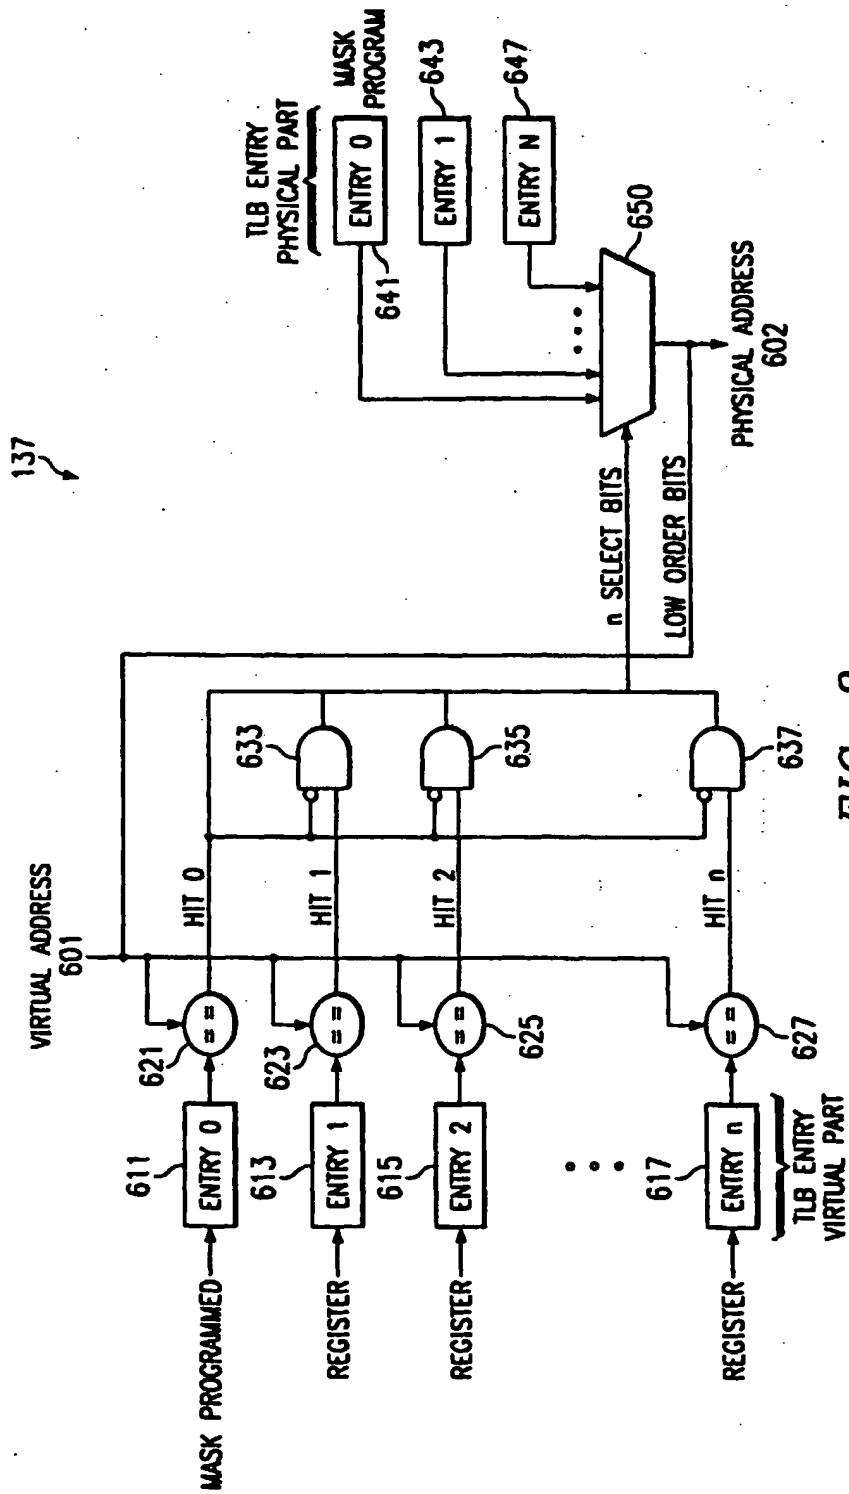 137
VIRTUAL ADDRESS
601
MASK PROGRAMMED
611
ENTRY 0
621
= =
HIT 0
REGISTER
613
ENTRY 1
623
= =
HIT 1
633
REGISTER
615
ENTRY 2
625
= =
HIT 2
635
REGISTER
617
ENTRY n
627
= =
HIT n
637
TLB ENTRY
VIRTUAL PART
n SELECT BITS
LOW ORDER BITS
TLB ENTRY
PHYSICAL PART
641
ENTRY 0
MASK
PROGRAM
ENTRY 1
643
ENTRY N
647
650
PHYSICAL ADDRESS
602
FIG.